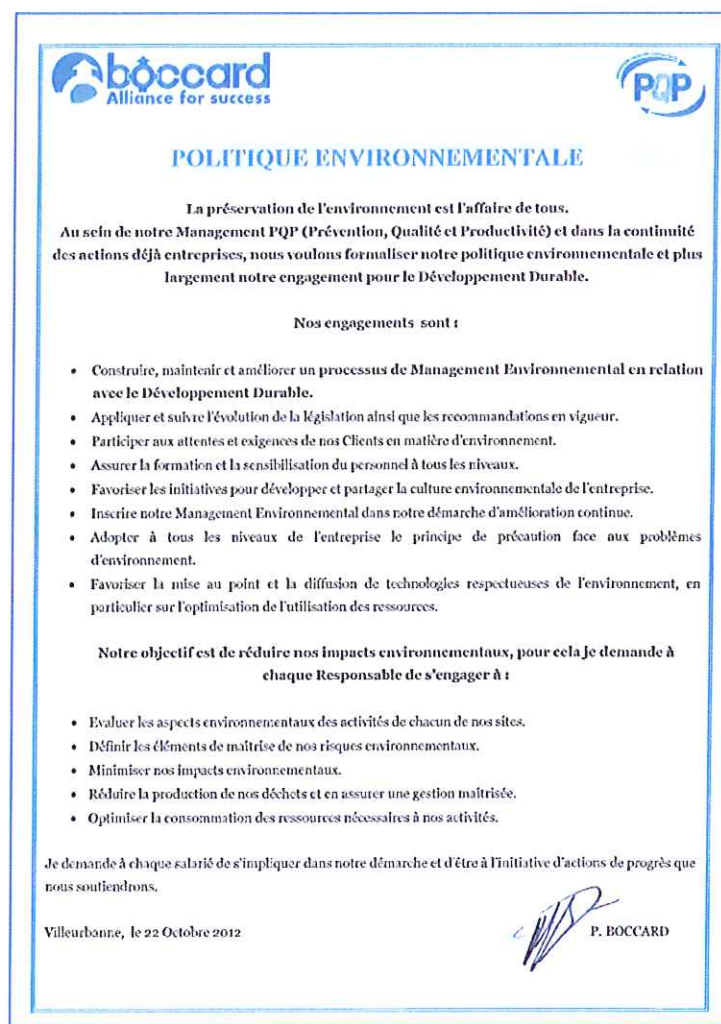 bôccard
Alliance for success
PQP
POLITIQUE ENVIRONNEMENTALE
La préservation de l'environnement est l'affaire de tous.
Au sein de notre Management PQP (Prévention, Qualité et Productivité) et dans la continuité
des actions déjà entreprises, nous voulons formaliser notre politique environnementale et plus
largement notre engagement pour le Développement Durable.
Nos engagements sont :
• Construire, maintenir et améliorer un processus de Management Environnemental en relation
avec le Développement Durable.
• Appliquer et suivre l'évolution de la législation ainsi que les recommandations en vigueur.
• Participer aux attentes et exigences de nos Clients en matière d'environnement.
• Assurer la formation et la sensibilisation du personnel à tous les niveaux.
• Favoriser les initiatives pour développer et partager la culture environnementale de l'entreprise.
• Inscrire notre Management Environnemental dans notre démarche d'amélioration continue.
• Adopter à tous les niveaux de l'entreprise le principe de précaution face aux problèmes
d'environnement.
• Favoriser la mise au point et la diffusion de technologies respectueuses de l'environnement, en
particulier sur l'optimisation de l'utilisation des ressources.
Notre objectif est de réduire nos impacts environnementaux, pour cela je demande à
chaque Responsable de s'engager à :
• Evaluer les aspects environnementaux des activités de chacun de nos sites.
• Définir les éléments de maîtrise de nos risques environnementaux.
• Minimiser nos impacts environnementaux.
• Réduire la production de nos déchets et en assurer une gestion maîtrisée.
• Optimiser la consommation des ressources nécessaires à nos activités.
Je demande à chaque salarié de s'impliquer dans notre démarche et d'être à l'initiative d'actions de progrès que
nous soutiendrons.
Villeurbanne, le 22 Octobre 2012
P. BOCCARD